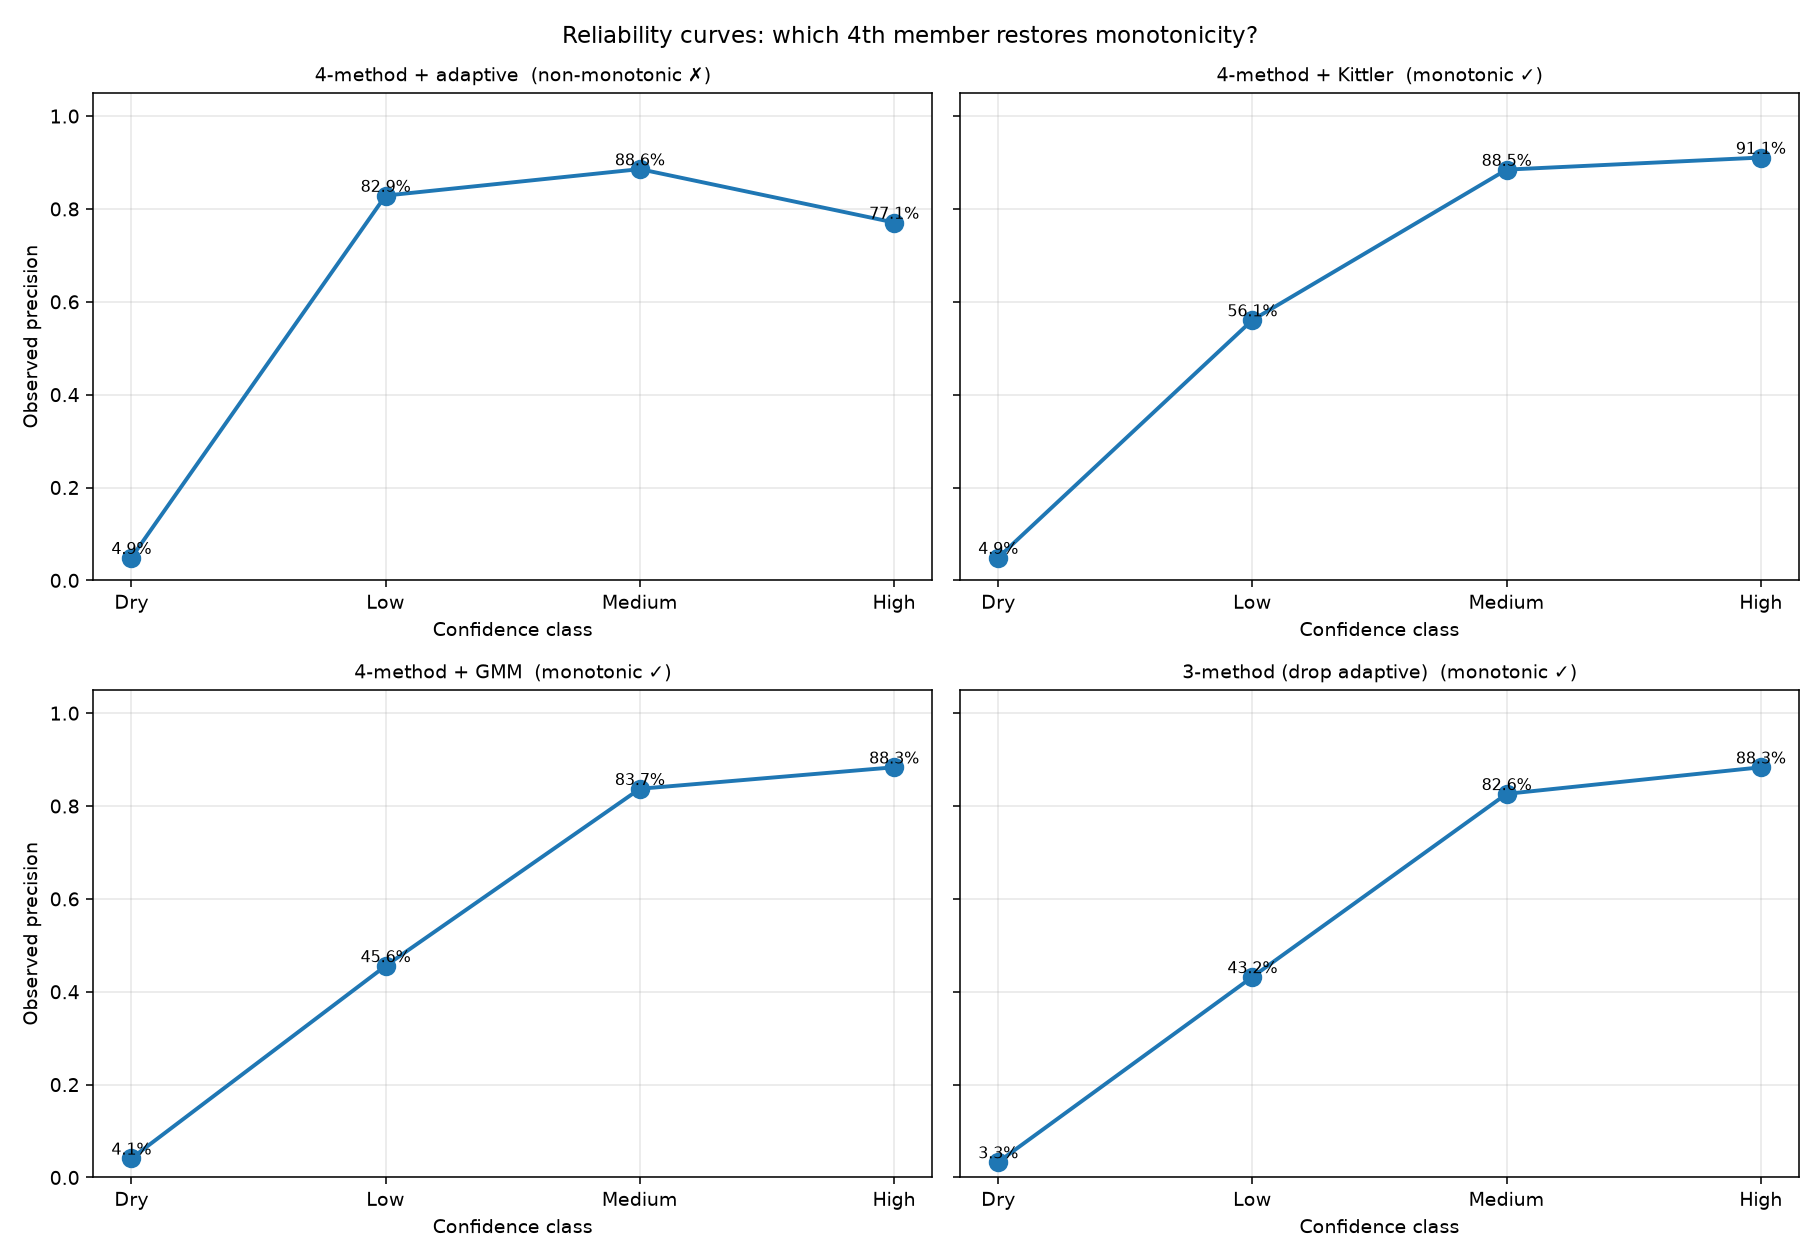 Reliability curves: which 4th member restores monotonicity?
4-method + adaptive  (non-monotonic ✗)
Observed precision
1.0
0.8
0.6
0.4
0.2
0.0
4.9%
82.9%
88.6%
77.1%
Dry
Low
Medium
High
Confidence class
4-method + Kittler  (monotonic ✓)
4.9%
56.1%
88.5%
91.1%
Dry
Low
Medium
High
Confidence class
4-method + GMM  (monotonic ✓)
Observed precision
1.0
0.8
0.6
0.4
0.2
0.0
4.1%
45.6%
83.7%
88.3%
Dry
Low
Medium
High
Confidence class
3-method (drop adaptive)  (monotonic ✓)
3.3%
43.2%
82.6%
88.3%
Dry
Low
Medium
High
Confidence class